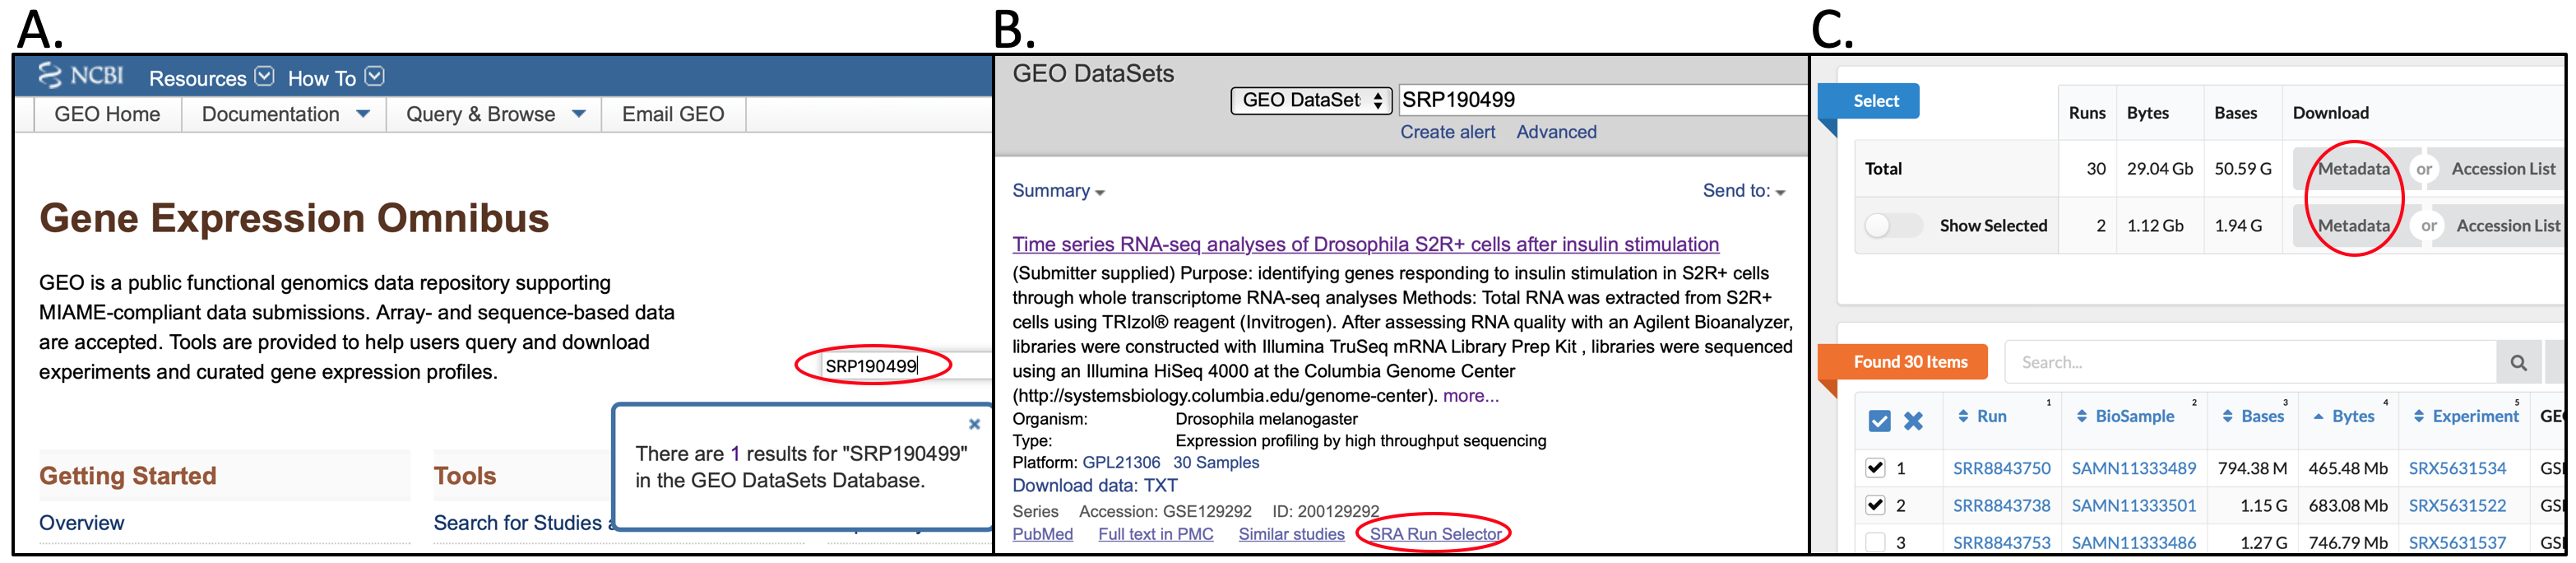 A.
NCBI Resources How To
GEO Home Documentation Query & Browse Email GEO
Gene Expression Omnibus
GEO is a public functional genomics data repository supporting
MIAME-compliant data submissions. Array- and sequence-based data
are accepted. Tools are provided to help users query and download
experiments and curated gene expression profiles.
SRP190499
There are 1 results for "SRP190499"
in the GEO DataSets Database.
Getting Started
Tools
Overview
Search for Studies
B.
GEO DataSets
GEO DataSet SRP190499
Create alert Advanced
Summary Send to:
Time series RNA-seq analyses of Drosophila S2R+ cells after insulin stimulation
(Submitter supplied) Purpose: identifying genes responding to insulin stimulation in S2R+ cells
through whole transcriptome RNA-seq analyses Methods: Total RNA was extracted from S2R+
cells using TRIzol® reagent (Invitrogen). After assessing RNA quality with an Agilent Bioanalyzer,
libraries were constructed with Illumina TruSeq mRNA Library Prep Kit , libraries were sequenced
using an Illumina HiSeq 4000 at the Columbia Genome Center
(http://systemsbiology.columbia.edu/genome-center). more...
Organism: Drosophila melanogaster
Type: Expression profiling by high throughput sequencing
Platform: GPL21306 30 Samples
Download data: TXT
Series Accession: GSE129292 ID: 200129292
PubMed Full text in PMC Similar studies SRA Run Selector
C.
Select
Runs Bytes Bases Download
Total 30 29.04 Gb 50.59 G Metadata or Accession List
Show Selected 2 1.12 Gb 1.94 G Metadata or Accession List
Found 30 Items Search...
Run 1 BioSample 2 Bases 3 Bytes 4 Experiment 5 GE
1 SRR8843750 SAMN11333489 794.38 M 465.48 Mb SRX5631534 GS
2 SRR8843738 SAMN11333501 1.15 G 683.08 Mb SRX5631522 GS
3 SRR8843753 SAMN11333486 1.27 G 746.79 Mb SRX5631537 GS